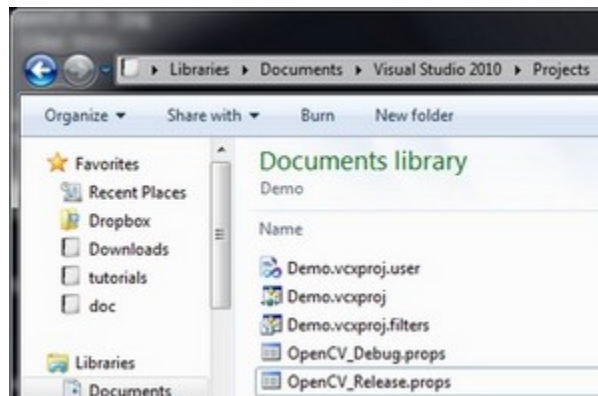 Libraries ▸ Documents ▸ Visual Studio 2010 ▸ Projects
Organize ▾ Share with ▾ Burn New folder
Favorites
Recent Places
Dropbox
Downloads
tutorials
doc
Libraries
Documents
Documents library
Demo
Name
Demo.vcxproj.user
Demo.vcxproj
Demo.vcxproj.filters
OpenCV_Debug.props
OpenCV_Release.props